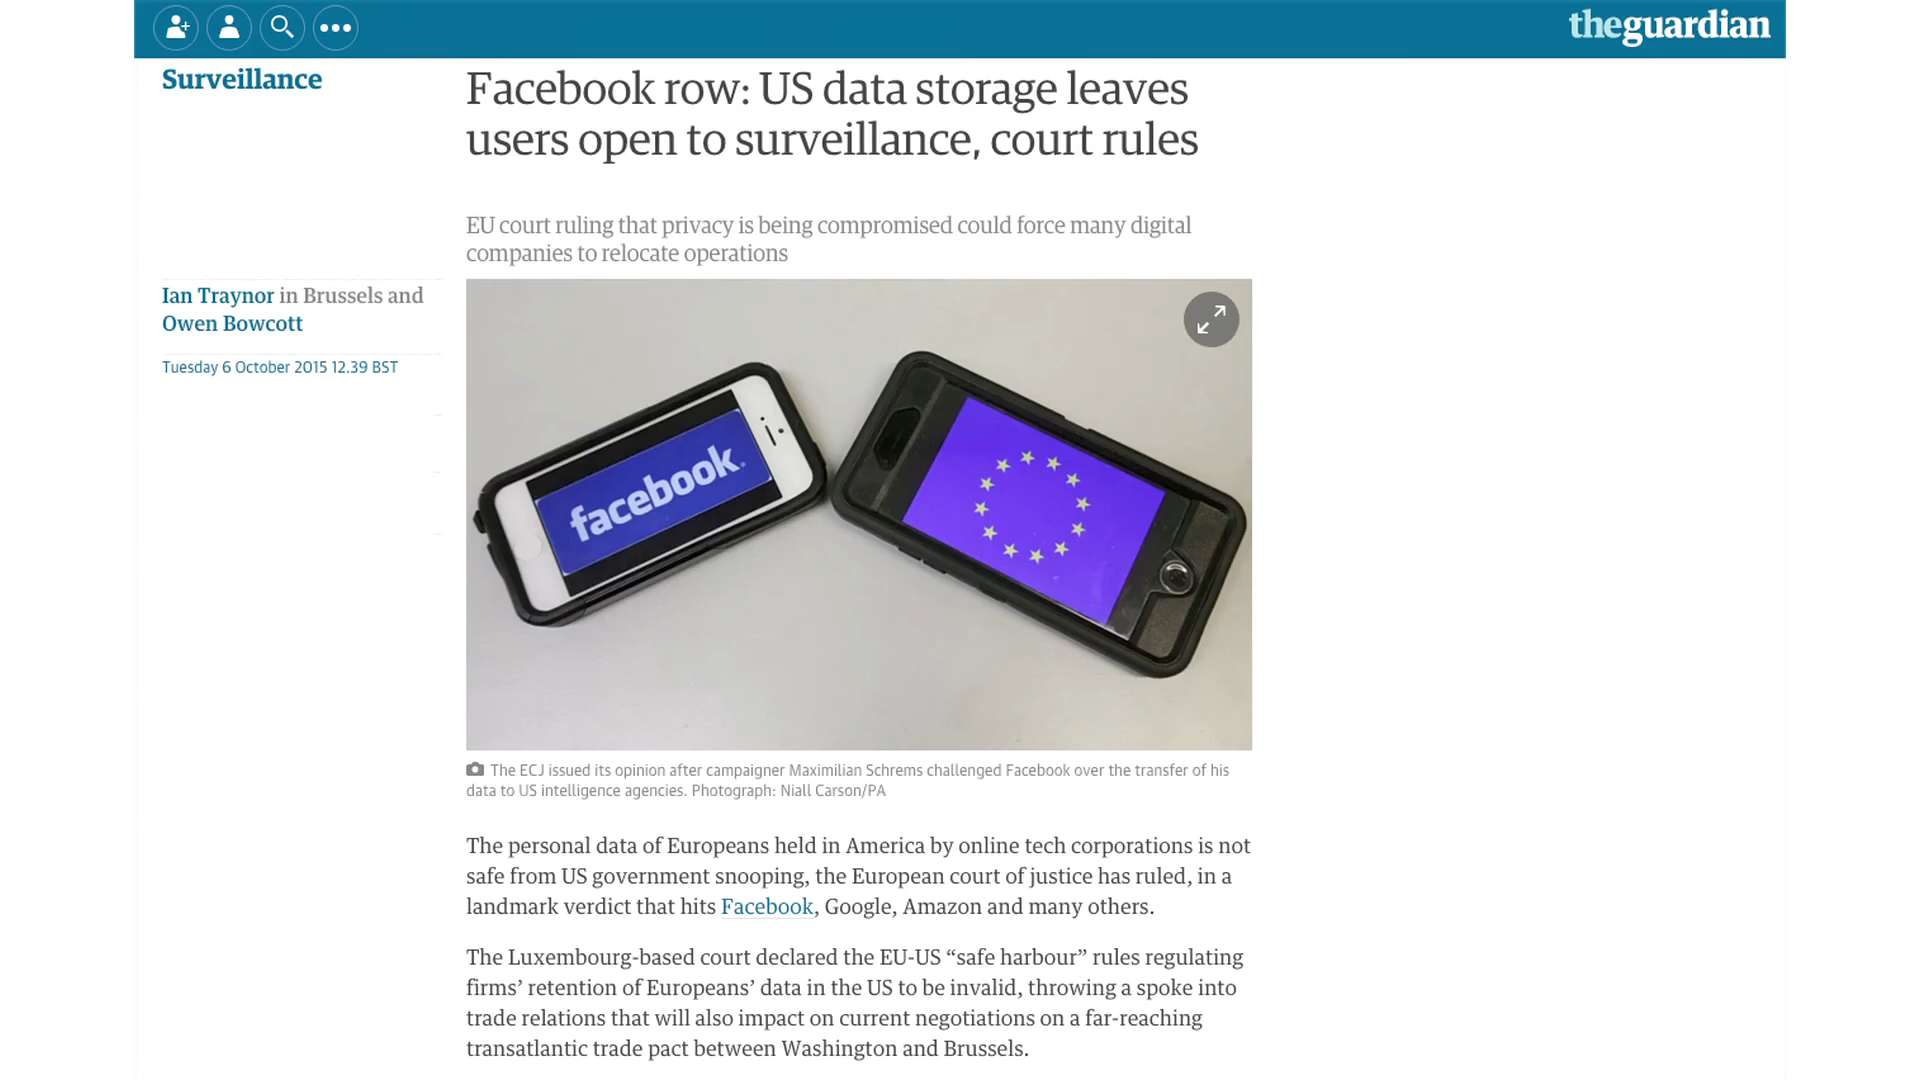 theguardian
Surveillance
Facebook row: US data storage leaves
users open to surveillance, court rules
EU court ruling that privacy is being compromised could force many digital
companies to relocate operations
Ian Traynor in Brussels and
Owen Bowcott
Tuesday 6 October 2015 12.39 BST
facebook
The ECJ issued its opinion after campaigner Maximilian Schrems challenged Facebook over the transfer of his
data to US intelligence agencies. Photograph: Niall Carson/PA
The personal data of Europeans held in America by online tech corporations is not
safe from US government snooping, the European court of justice has ruled, in a
landmark verdict that hits Facebook, Google, Amazon and many others.
The Luxembourg-based court declared the EU-US “safe harbour” rules regulating
firms’ retention of Europeans’ data in the US to be invalid, throwing a spoke into
trade relations that will also impact on current negotiations on a far-reaching
transatlantic trade pact between Washington and Brussels.